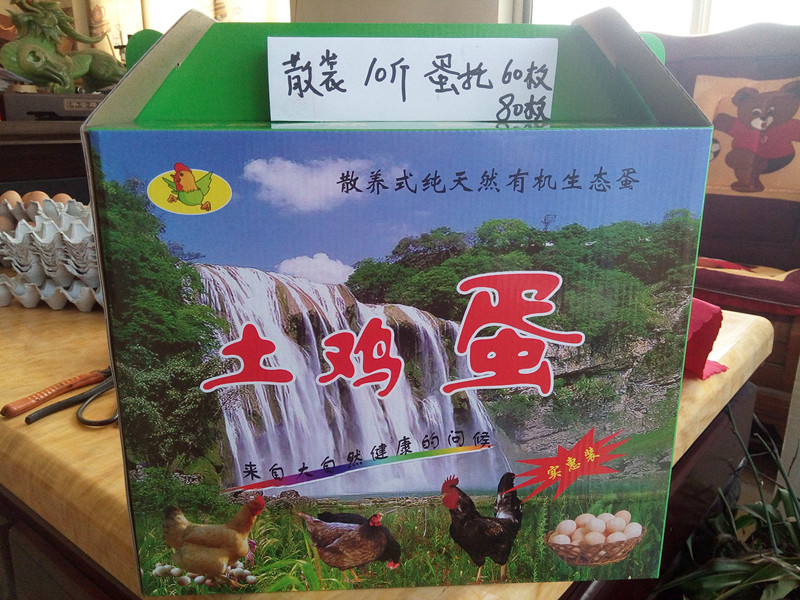 散装 10斤 蛋托 60枚
80枚
散养式纯天然有机生态蛋
土鸡蛋
来自大自然健康的问候
实惠装